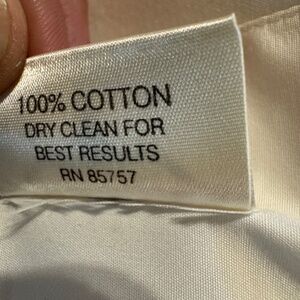 100% COTTON
DRY CLEAN FOR
BEST RESULTS
RN 85757